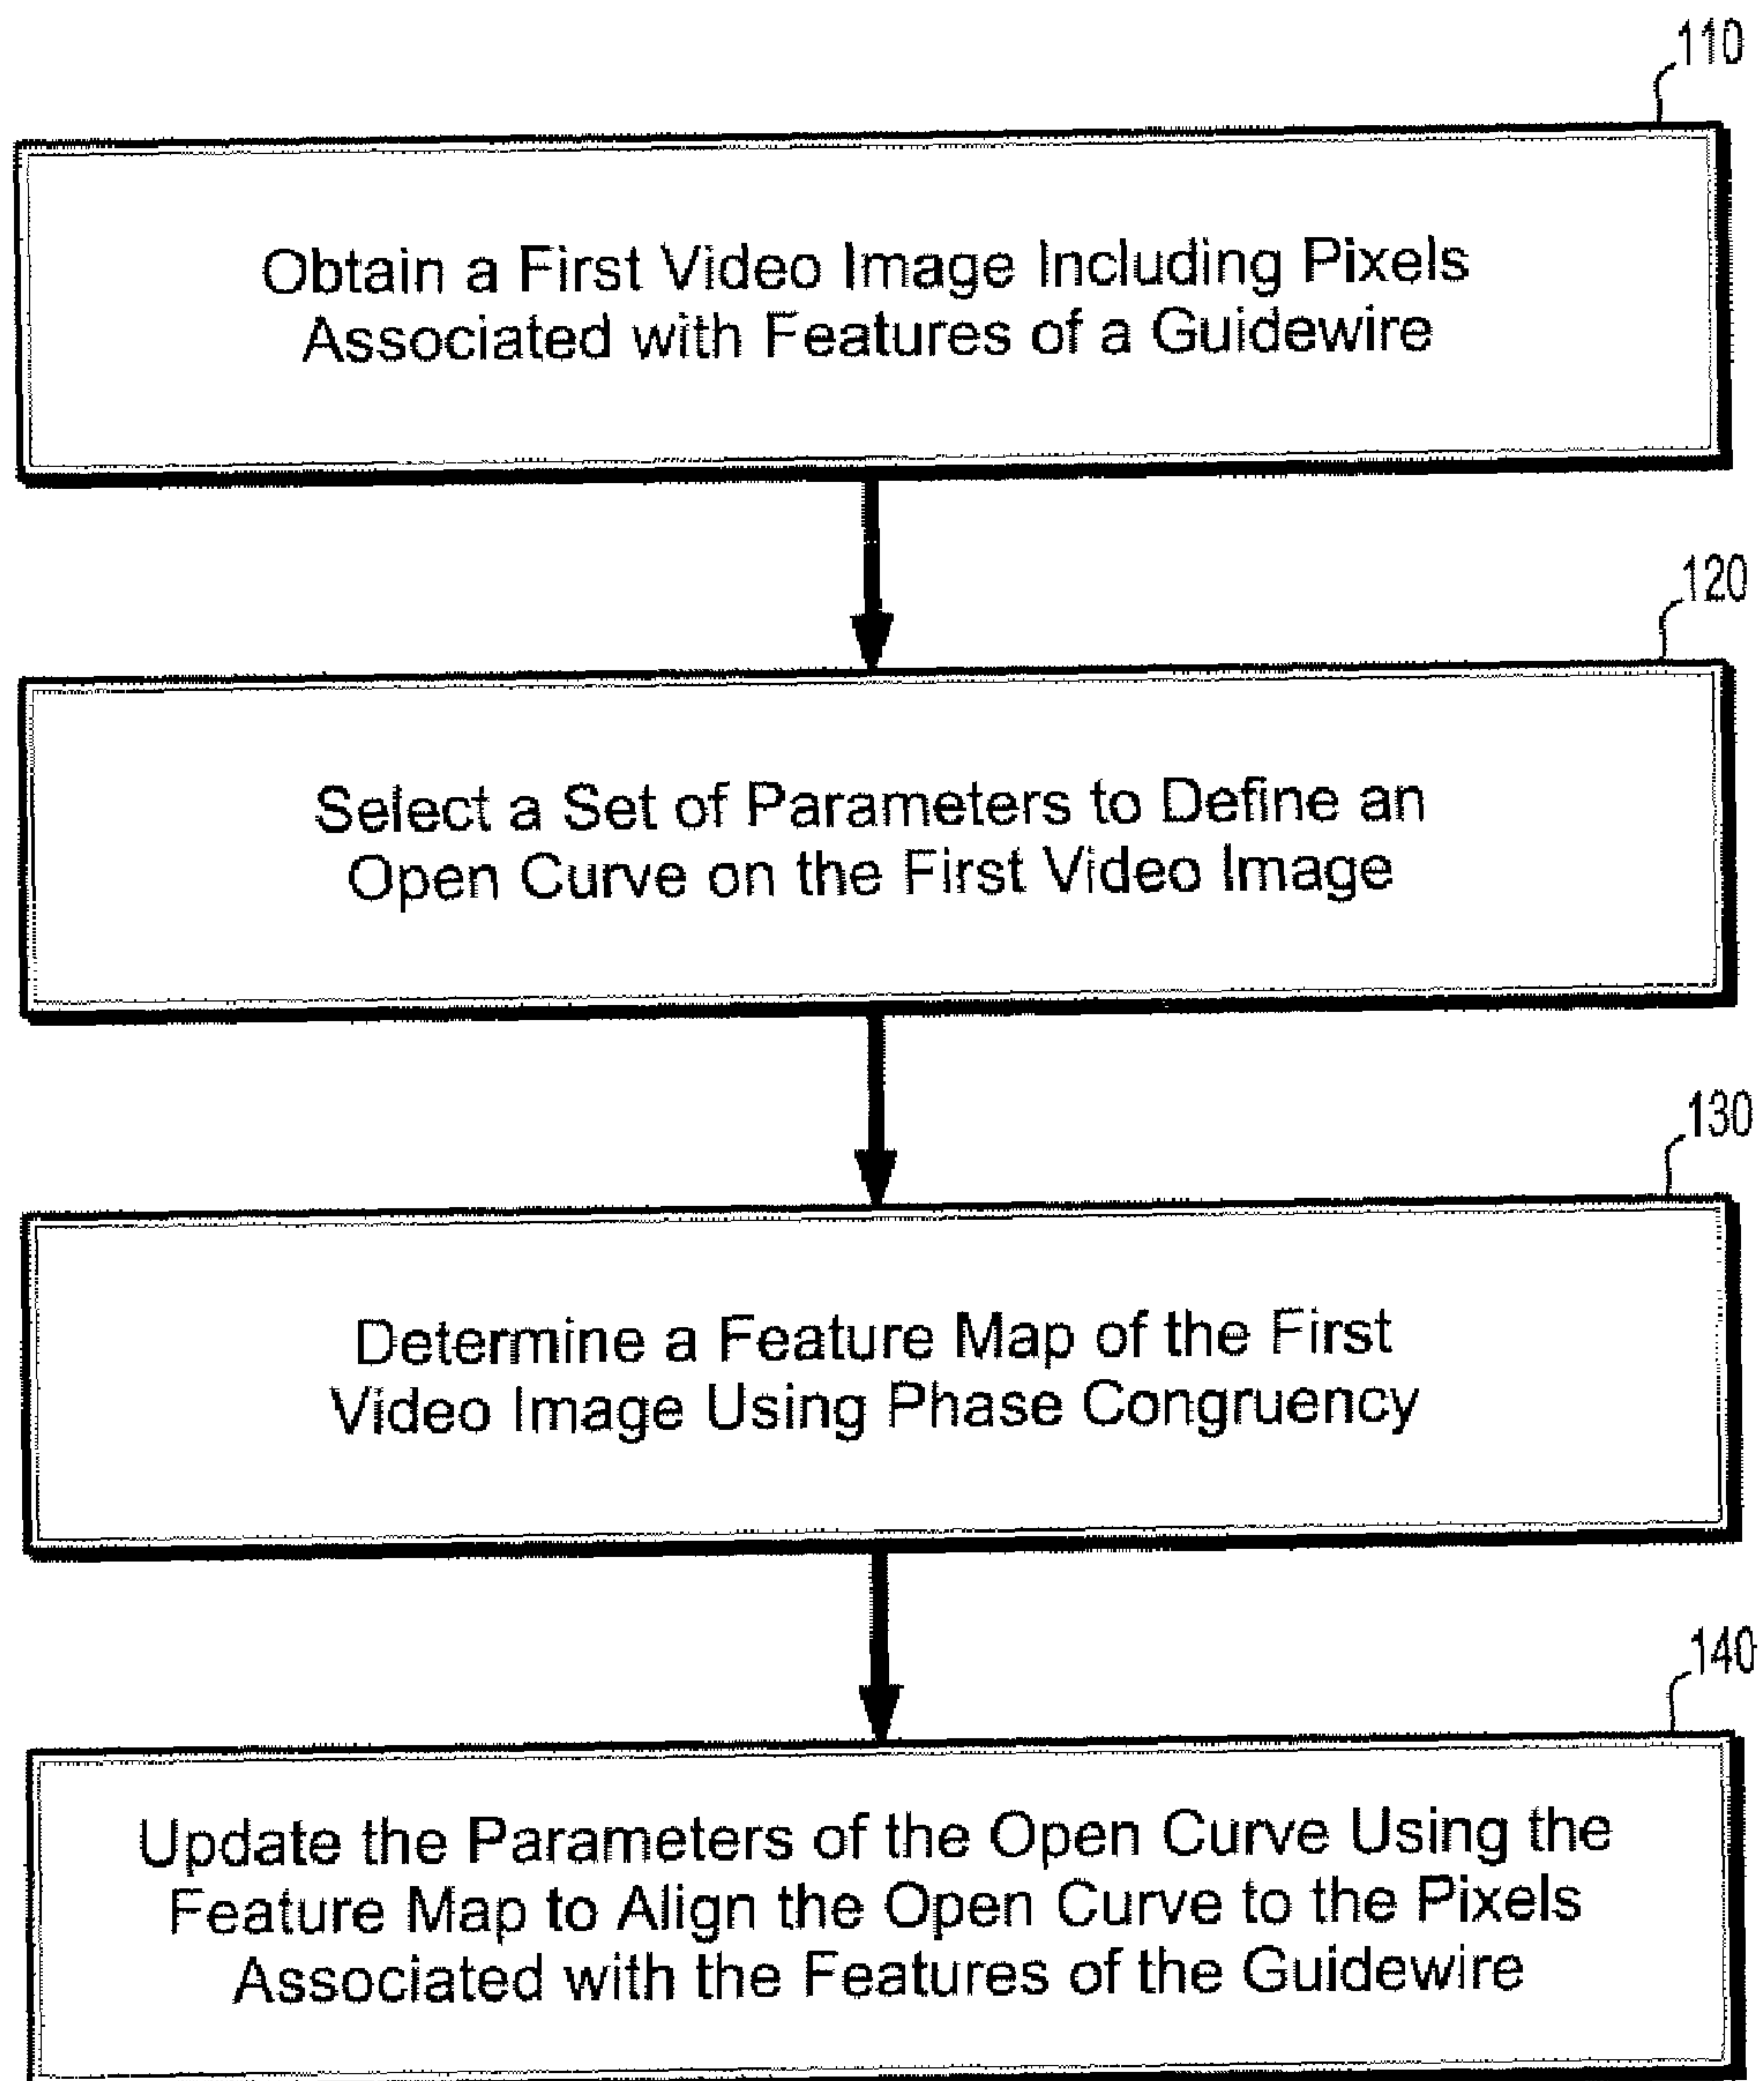 110
Obtain a First Video Image Including Pixels
Associated with Features of a Guidewire
120
Select a Set of Parameters to Define an
Open Curve on the First Video Image
130
Determine a Feature Map of the First
Video Image Using Phase Congruency
140
Update the Parameters of the Open Curve Using the
Feature Map to Align the Open Curve to the Pixels
Associated with the Features of the Guidewire